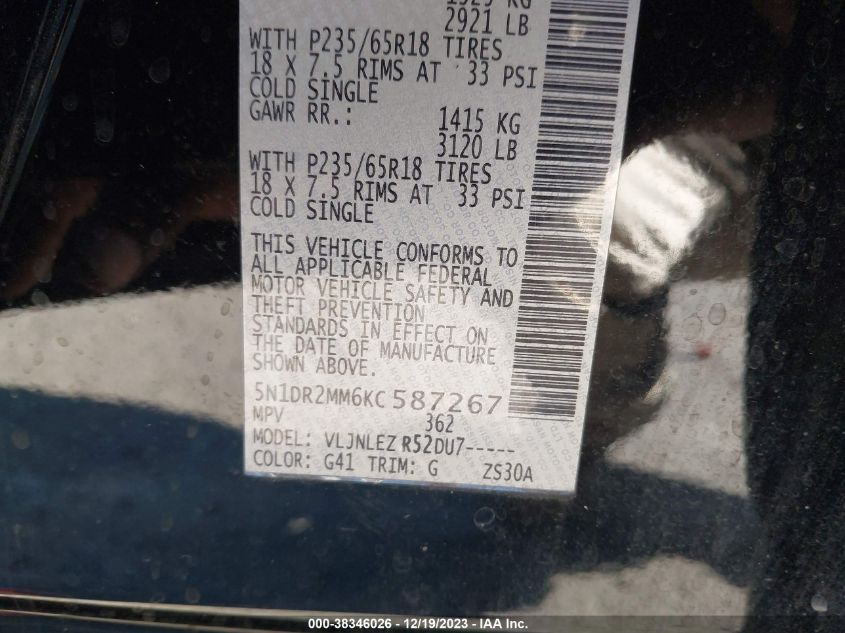 2921 LB
WITH P235/65R18 TIRES
18 X 7.5 RIMS AT 33 PSI
COLD SINGLE
GAWR RR.: 1415 KG
3120 LB
WITH P235/65R18 TIRES
18 X 7.5 RIMS AT 33 PSI
COLD SINGLE
THIS VEHICLE CONFORMS TO
ALL APPLICABLE FEDERAL
MOTOR VEHICLE SAFETY AND
THEFT PREVENTION
STANDARDS IN EFFECT ON
THE DATE OF MANUFACTURE
SHOWN ABOVE.
5N1DR2MM6KC 587267
MPV 362
MODEL: VLJNLEZ R52DU7-----
COLOR: G41 TRIM: G ZS30A
000-38346026 - 12/19/2023 - IAA Inc.